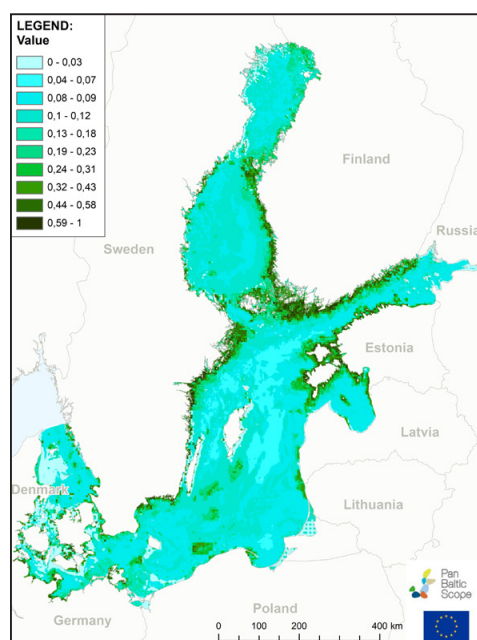 LEGEND:
Value
0 - 0,03
0,04 - 0,07
0,08 - 0,09
0,1 - 0,12
0,13 - 0,18
0,19 - 0,23
0,24 - 0,31
0,32 - 0,43
0,44 - 0,58
0,59 - 1
Finland
Sweden
Russia
Estonia
Latvia
Denmark
Lithuania
Germany
Poland
Pan
Baltic
Scope
0 100 200 400 km